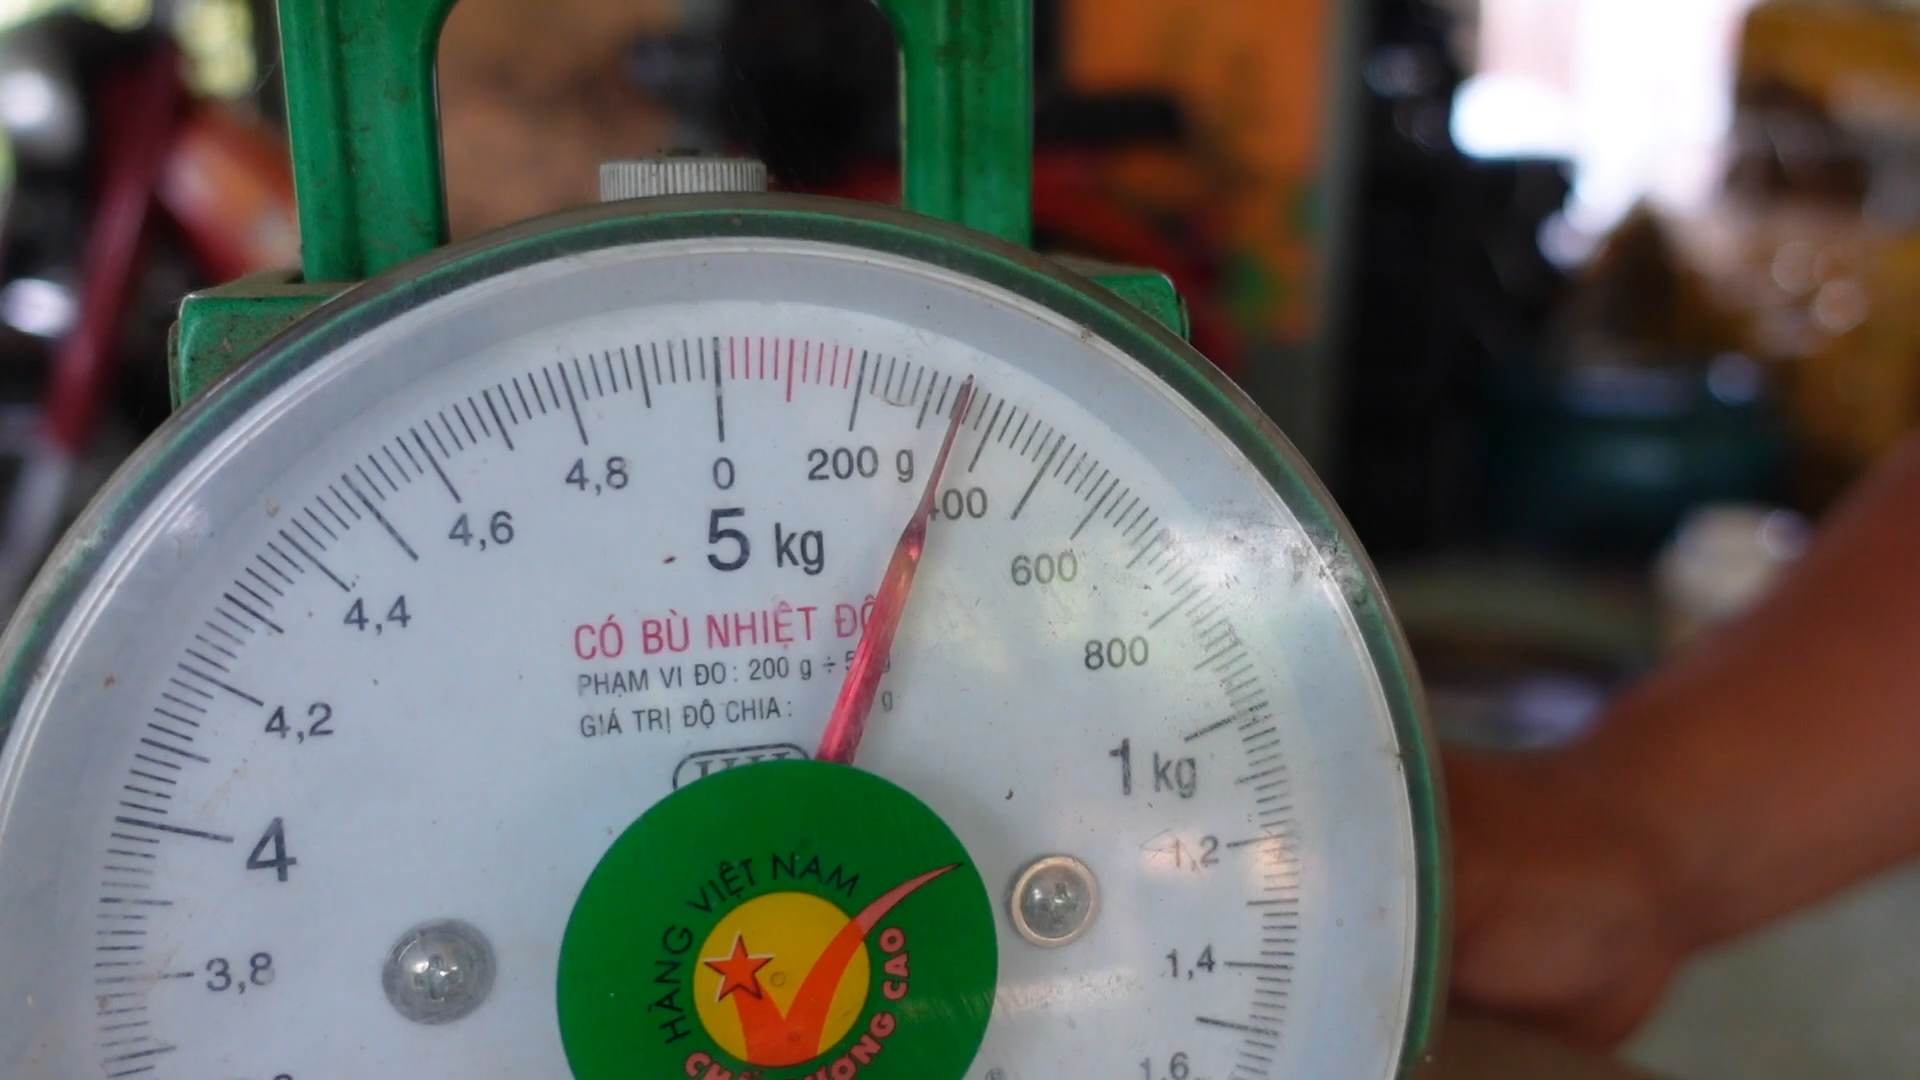 0
200 g
400
600
800
1 kg
1,2
1,4
1,6
3,8
4
4,2
4,4
4,6
4,8
5 kg
CÓ BÙ NHIỆT ĐỘ
PHẠM VI ĐO: 200 g ÷ 5
GIÁ TRỊ ĐỘ CHIA: g
HÀNG VIỆT NAM
CAO